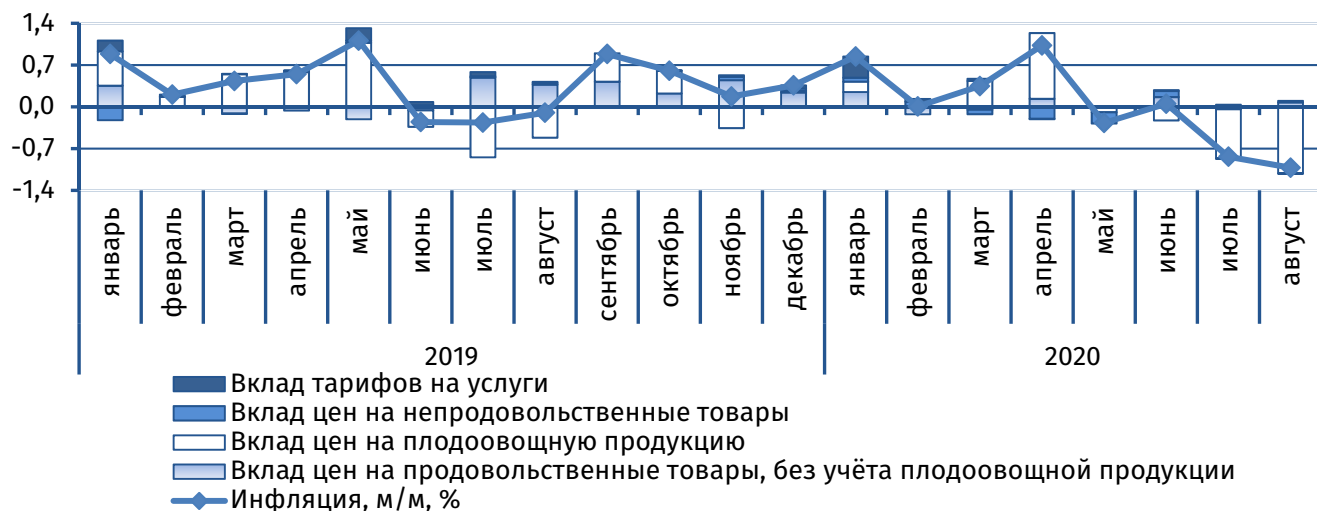 1,4
0,7
0,0
-0,7
-1,4
январь
февраль
март
апрель
май
июнь
июль
август
сентябрь
октябрь
ноябрь
декабрь
январь
февраль
март
апрель
май
июнь
июль
август
2019
2020
Вклад тарифов на услуги
Вклад цен на непродовольственные товары
Вклад цен на плодоовощную продукцию
Вклад цен на продовольственные товары, без учёта плодоовощной продукции
Инфляция, м/м, %